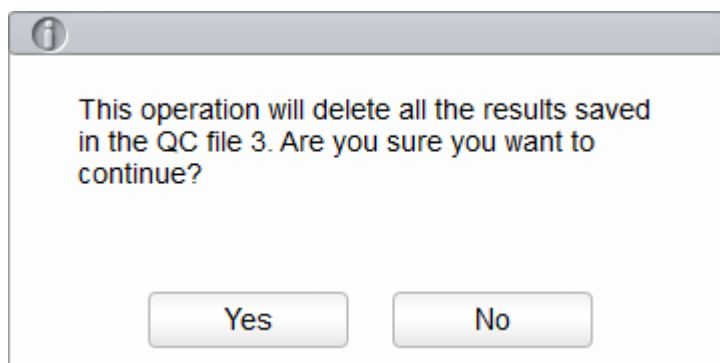 This operation will delete all the results saved
in the QC file 3. Are you sure you want to
continue?
Yes No